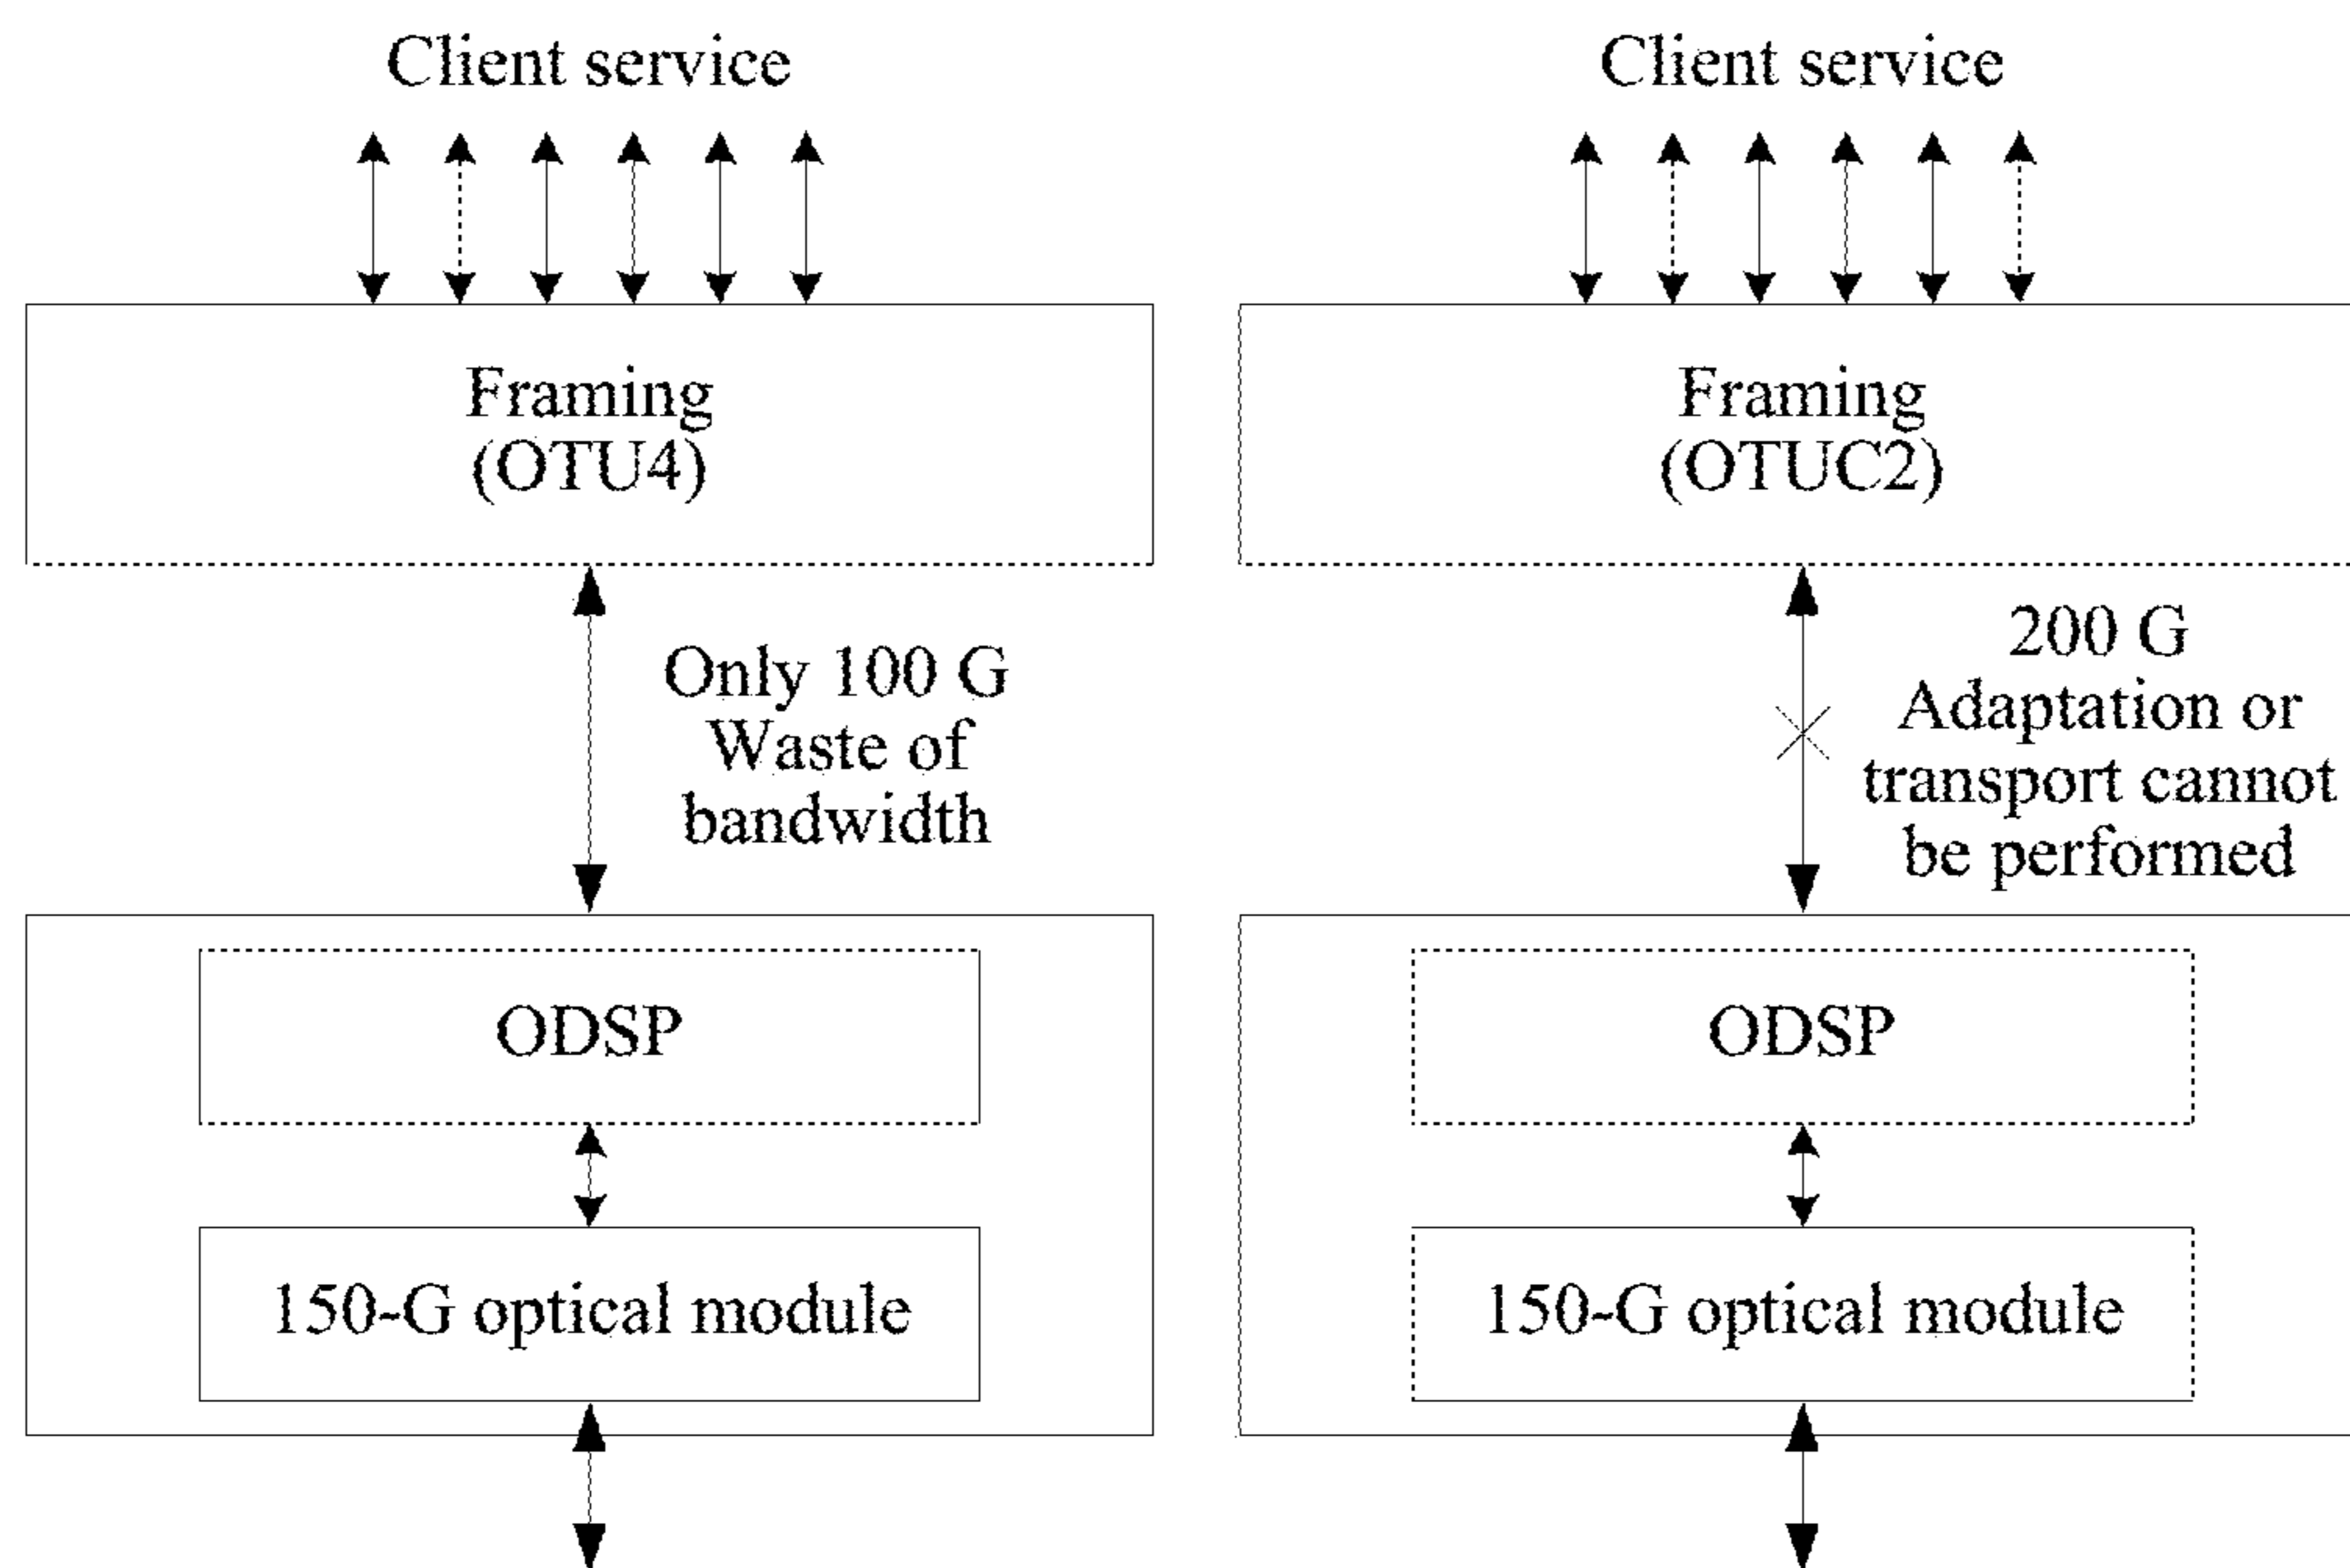 Client service
Framing
(OTU4)
Only 100 G
Waste of
bandwidth
ODSP
150-G optical module
Client service
Framing
(OTUC2)
200 G
Adaptation or
transport cannot
be performed
ODSP
150-G optical module